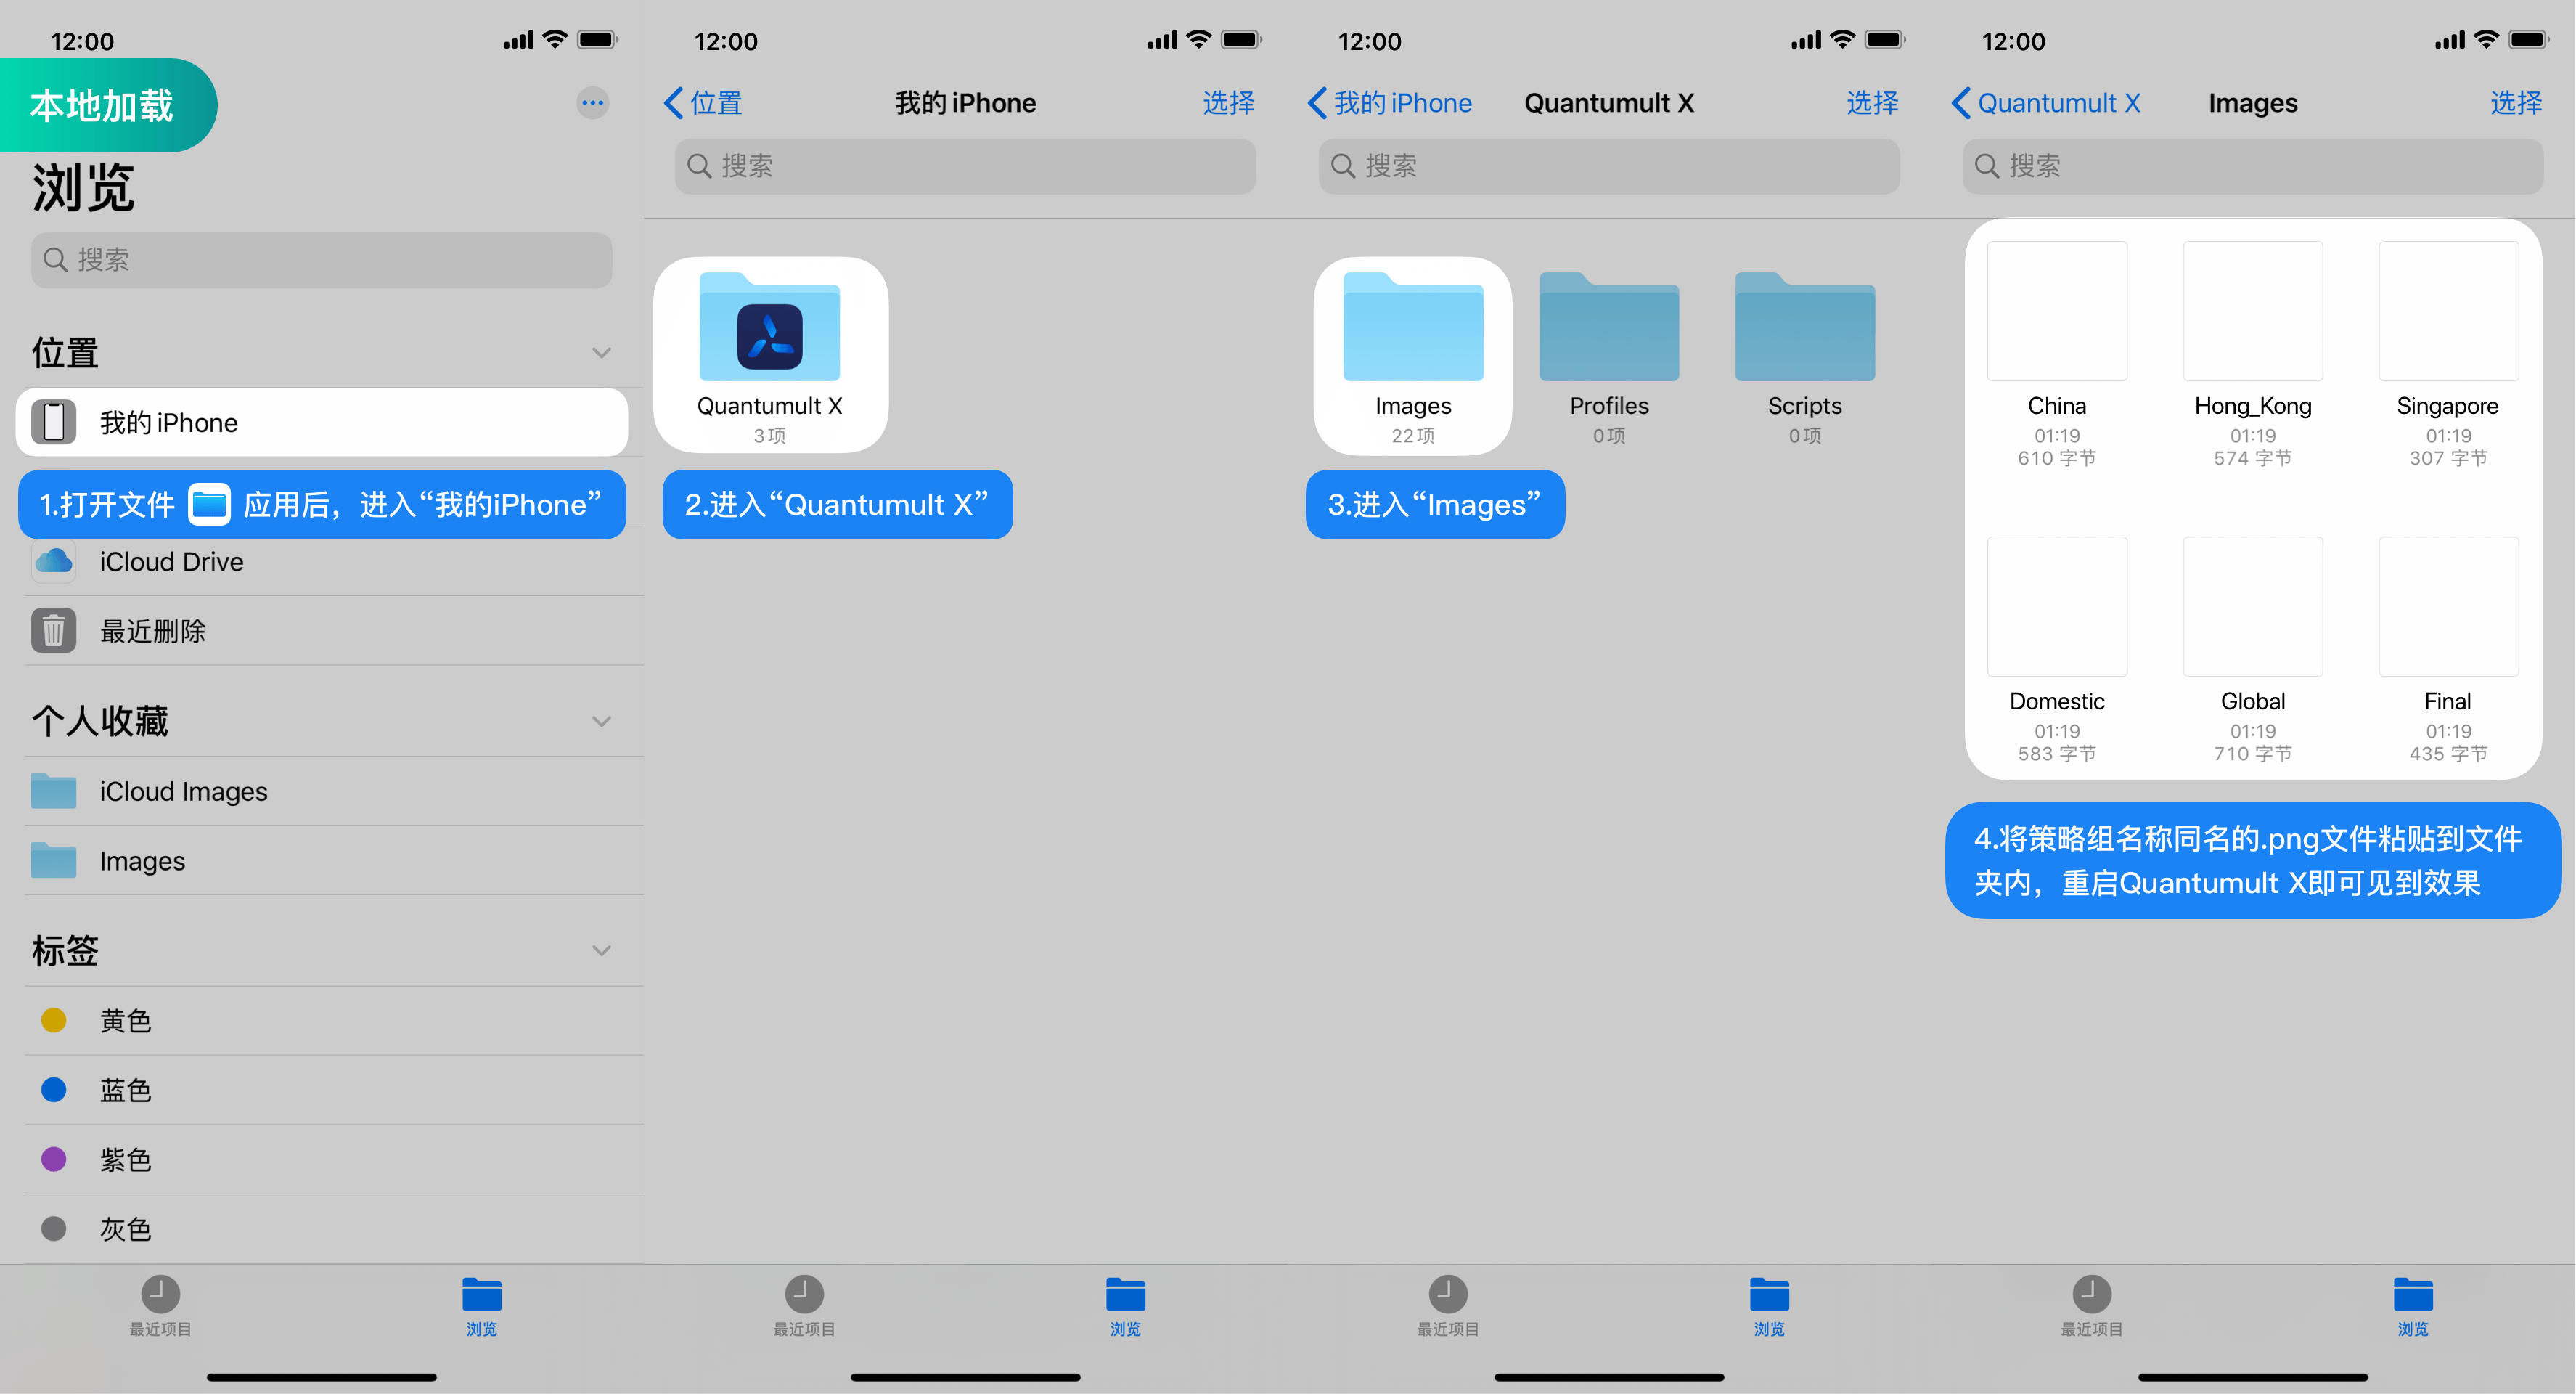 12:00
本地加载
浏览
搜索
位置
我的 iPhone
1.打开文件 应用后，进入“我的iPhone”
iCloud Drive
最近删除
个人收藏
iCloud Images
Images
标签
黄色
蓝色
紫色
灰色
最近项目
浏览
12:00
位置
我的 iPhone
选择
搜索
Quantumult X
3项
2.进入“Quantumult X”
最近项目
浏览
12:00
我的 iPhone
Quantumult X
选择
搜索
Images
22项
Profiles
0项
Scripts
0项
3.进入“Images”
最近项目
浏览
12:00
Quantumult X
Images
选择
搜索
China
01:19
610 字节
Hong_Kong
01:19
574 字节
Singapore
01:19
307 字节
Domestic
01:19
583 字节
Global
01:19
710 字节
Final
01:19
435 字节
4.将策略组名称同名的.png文件粘贴到文件
夹内，重启Quantumult X即可见到效果
最近项目
浏览